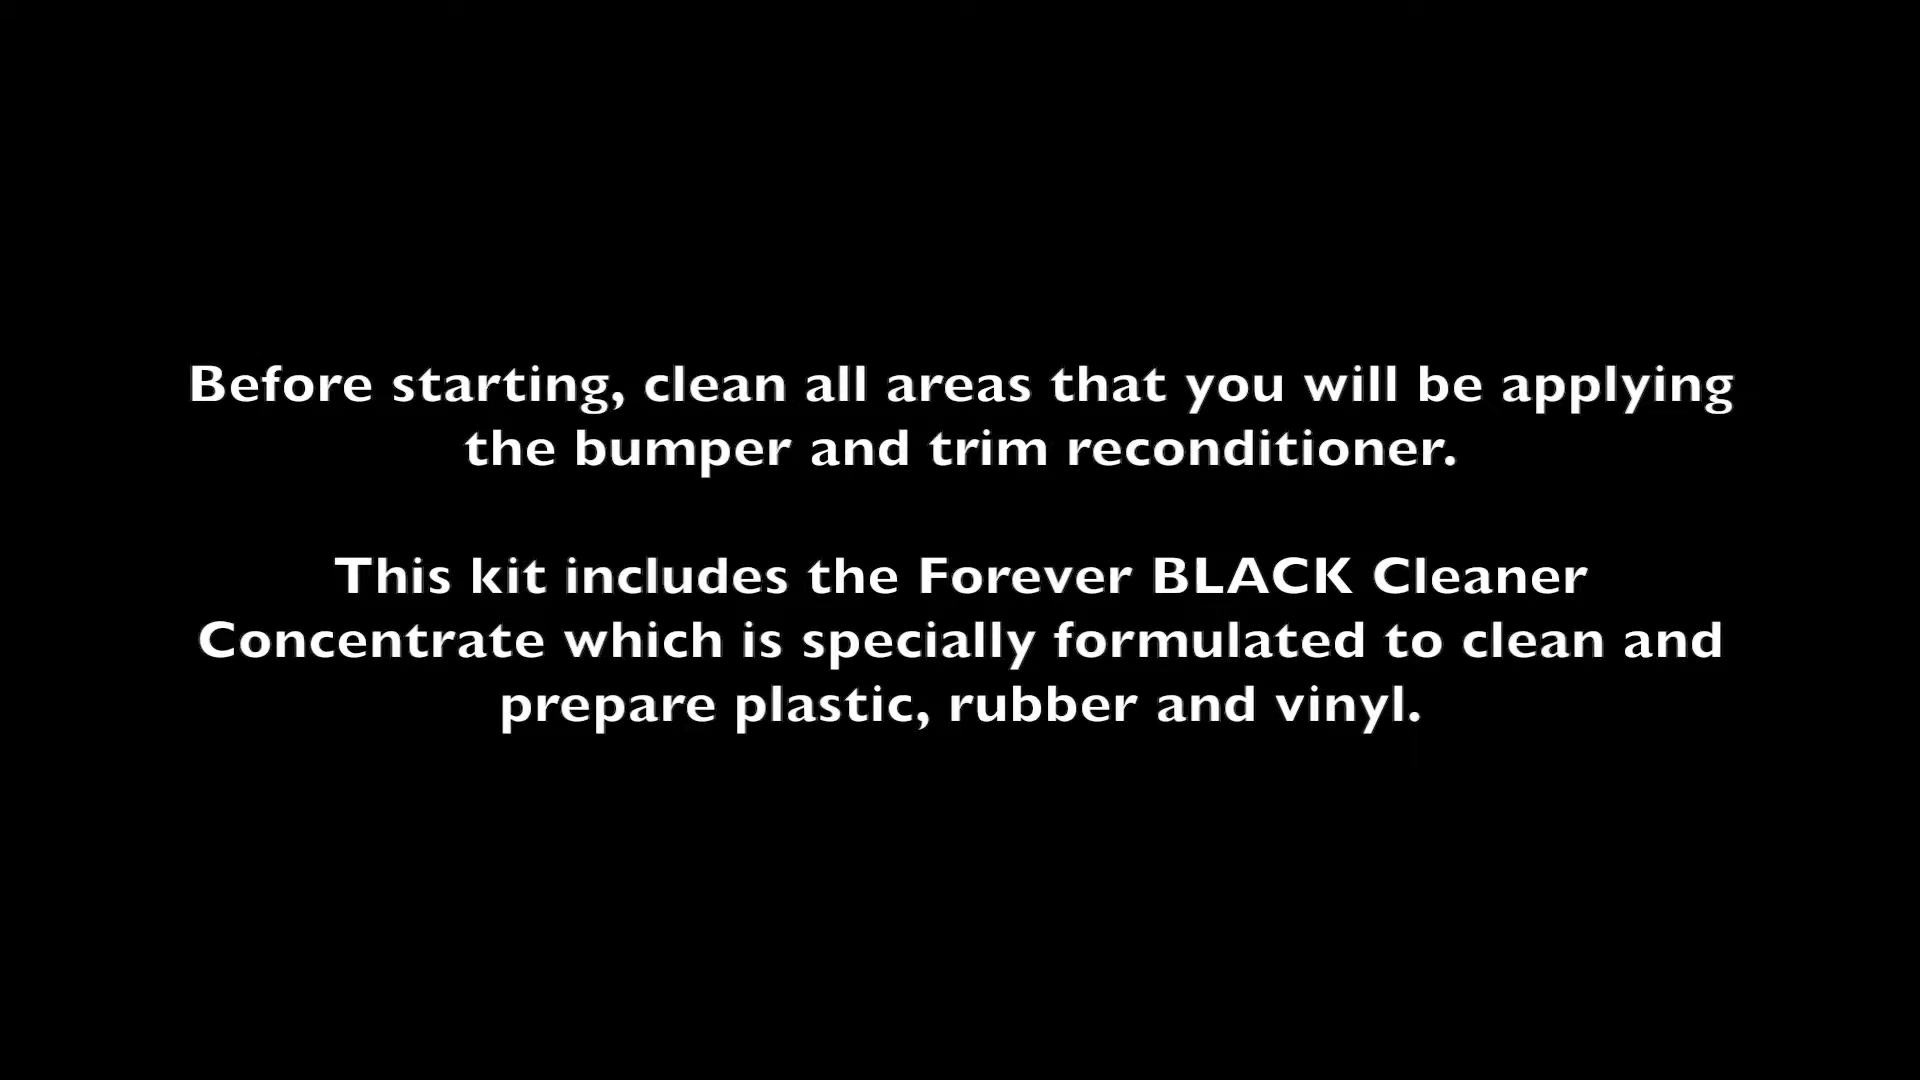 Before starting, clean all areas that you will be applying
the bumper and trim reconditioner.
This kit includes the Forever BLACK Cleaner
Concentrate which is specially formulated to clean and
prepare plastic, rubber and vinyl.